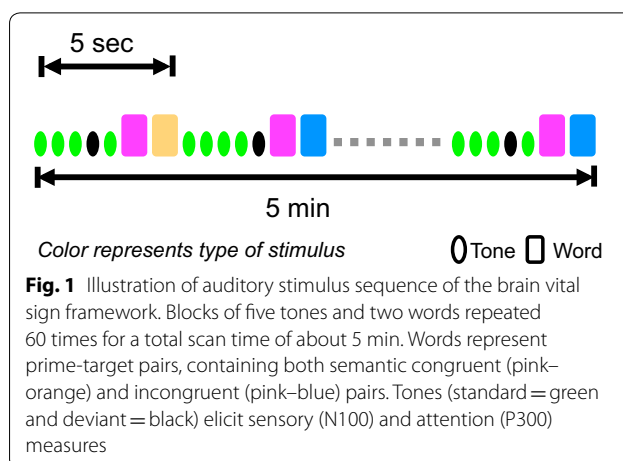 5 sec
5 min
Color represents type of stimulus Tone Word
Fig. 1 Illustration of auditory stimulus sequence of the brain vital
sign framework. Blocks of five tones and two words repeated
60 times for a total scan time of about 5 min. Words represent
prime-target pairs, containing both semantic congruent (pink–
orange) and incongruent (pink–blue) pairs. Tones (standard = green
and deviant = black) elicit sensory (N100) and attention (P300)
measures